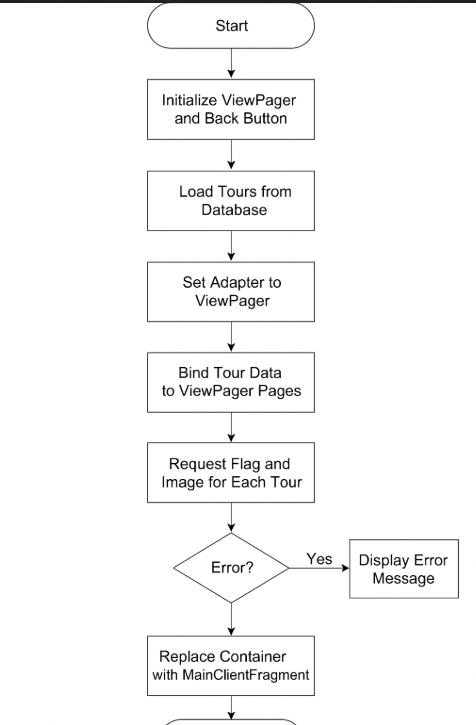 Start
Initialize ViewPager
and Back Button
Load Tours from
Database
Set Adapter to
ViewPager
Bind Tour Data
to ViewPager Pages
Request Flag and
Image for Each Tour
Error?
Yes
Display Error
Message
Replace Container
with MainClientFragment